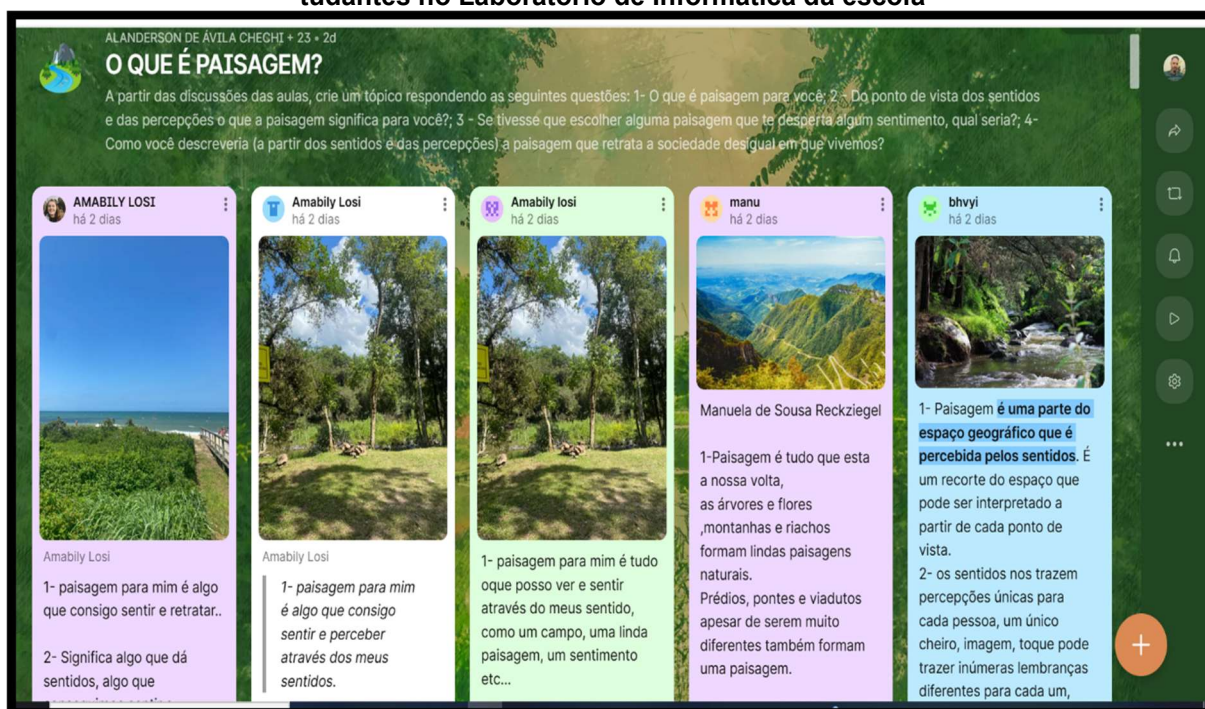 tudantes no Laboratório de Informática da escola
ALANDERSON DE ÁVILA CHECHI + 23 • 2d
O QUE É PAISAGEM?
A partir das discussões das aulas, crie um tópico respondendo as seguintes questões: 1- O que é paisagem para você; 2 - Do ponto de vista dos sentidos
e das percepções o que a paisagem significa para você?; 3 - Se tivesse que escolher alguma paisagem que te desperta algum sentimento, qual seria?; 4-
Como você descreveria (a partir dos sentidos e das percepções) a paisagem que retrata a sociedade desigual em que vivemos?
AMABILY LOSI
há 2 dias
Amabily Losi
1- paisagem para mim é algo
que consigo sentir e retratar..
2- Significa algo que dá
sentidos, algo que
Amabily Losi
há 2 dias
Amabily Losi
1- paisagem para mim
é algo que consigo
sentir e perceber
através dos meus
sentidos.
Amabily losi
há 2 dias
1- paisagem para mim é tudo
oque posso ver e sentir
através do meus sentido,
como um campo, uma linda
paisagem, um sentimento
etc...
manu
há 2 dias
Manuela de Sousa Reckziegel
1-Paisagem é tudo que esta
a nossa volta,
as árvores e flores
,montanhas e riachos
formam lindas paisagens
naturais.
Prédios, pontes e viadutos
apesar de serem muito
diferentes também formam
uma paisagem.
bhvyi
há 2 dias
1- Paisagem é uma parte do
espaço geográfico que é
percebida pelos sentidos. É
um recorte do espaço que
pode ser interpretado a
partir de cada ponto de
vista.
2- os sentidos nos trazem
percepções únicas para
cada pessoa, um único
cheiro, imagem, toque pode
trazer inúmeras lembranças
diferentes para cada um,